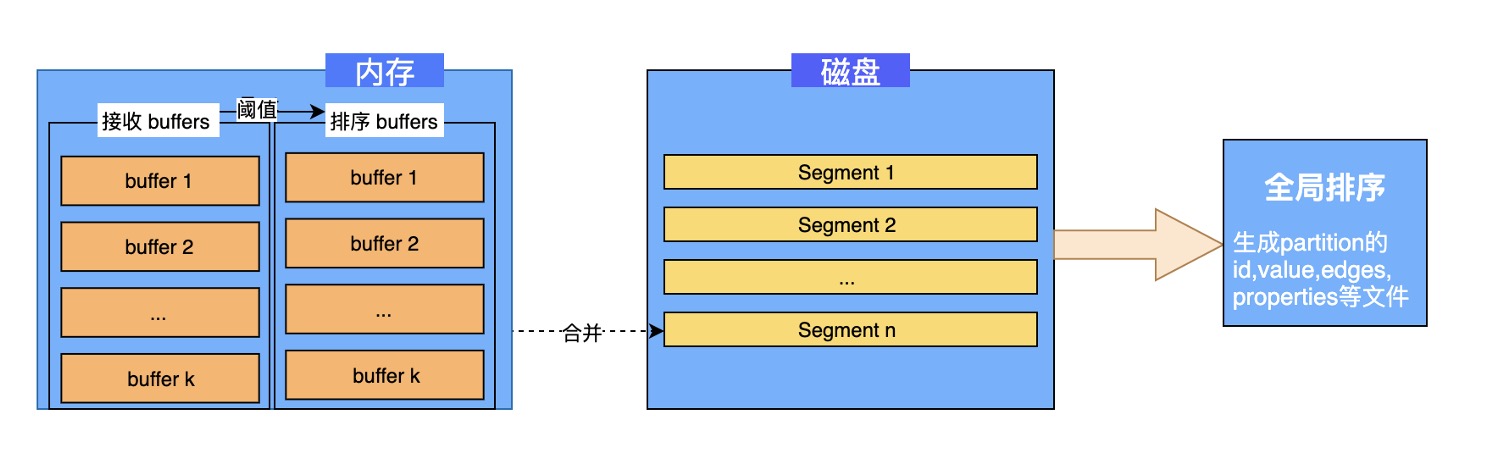 内存
接收 buffers
阈值
排序 buffers
buffer 1
buffer 2
...
buffer k
buffer 1
buffer 2
...
buffer k
合并
磁盘
Segment 1
Segment 2
...
Segment n
全局排序
生成partition的
id,value,edges,
properties等文件